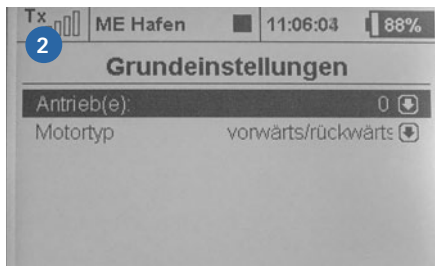 Tx ME Hafen 11:06:04 88%
2
Grundeinstellungen
Antrieb(e): 0
Motortyp vorwärts/rückwärts